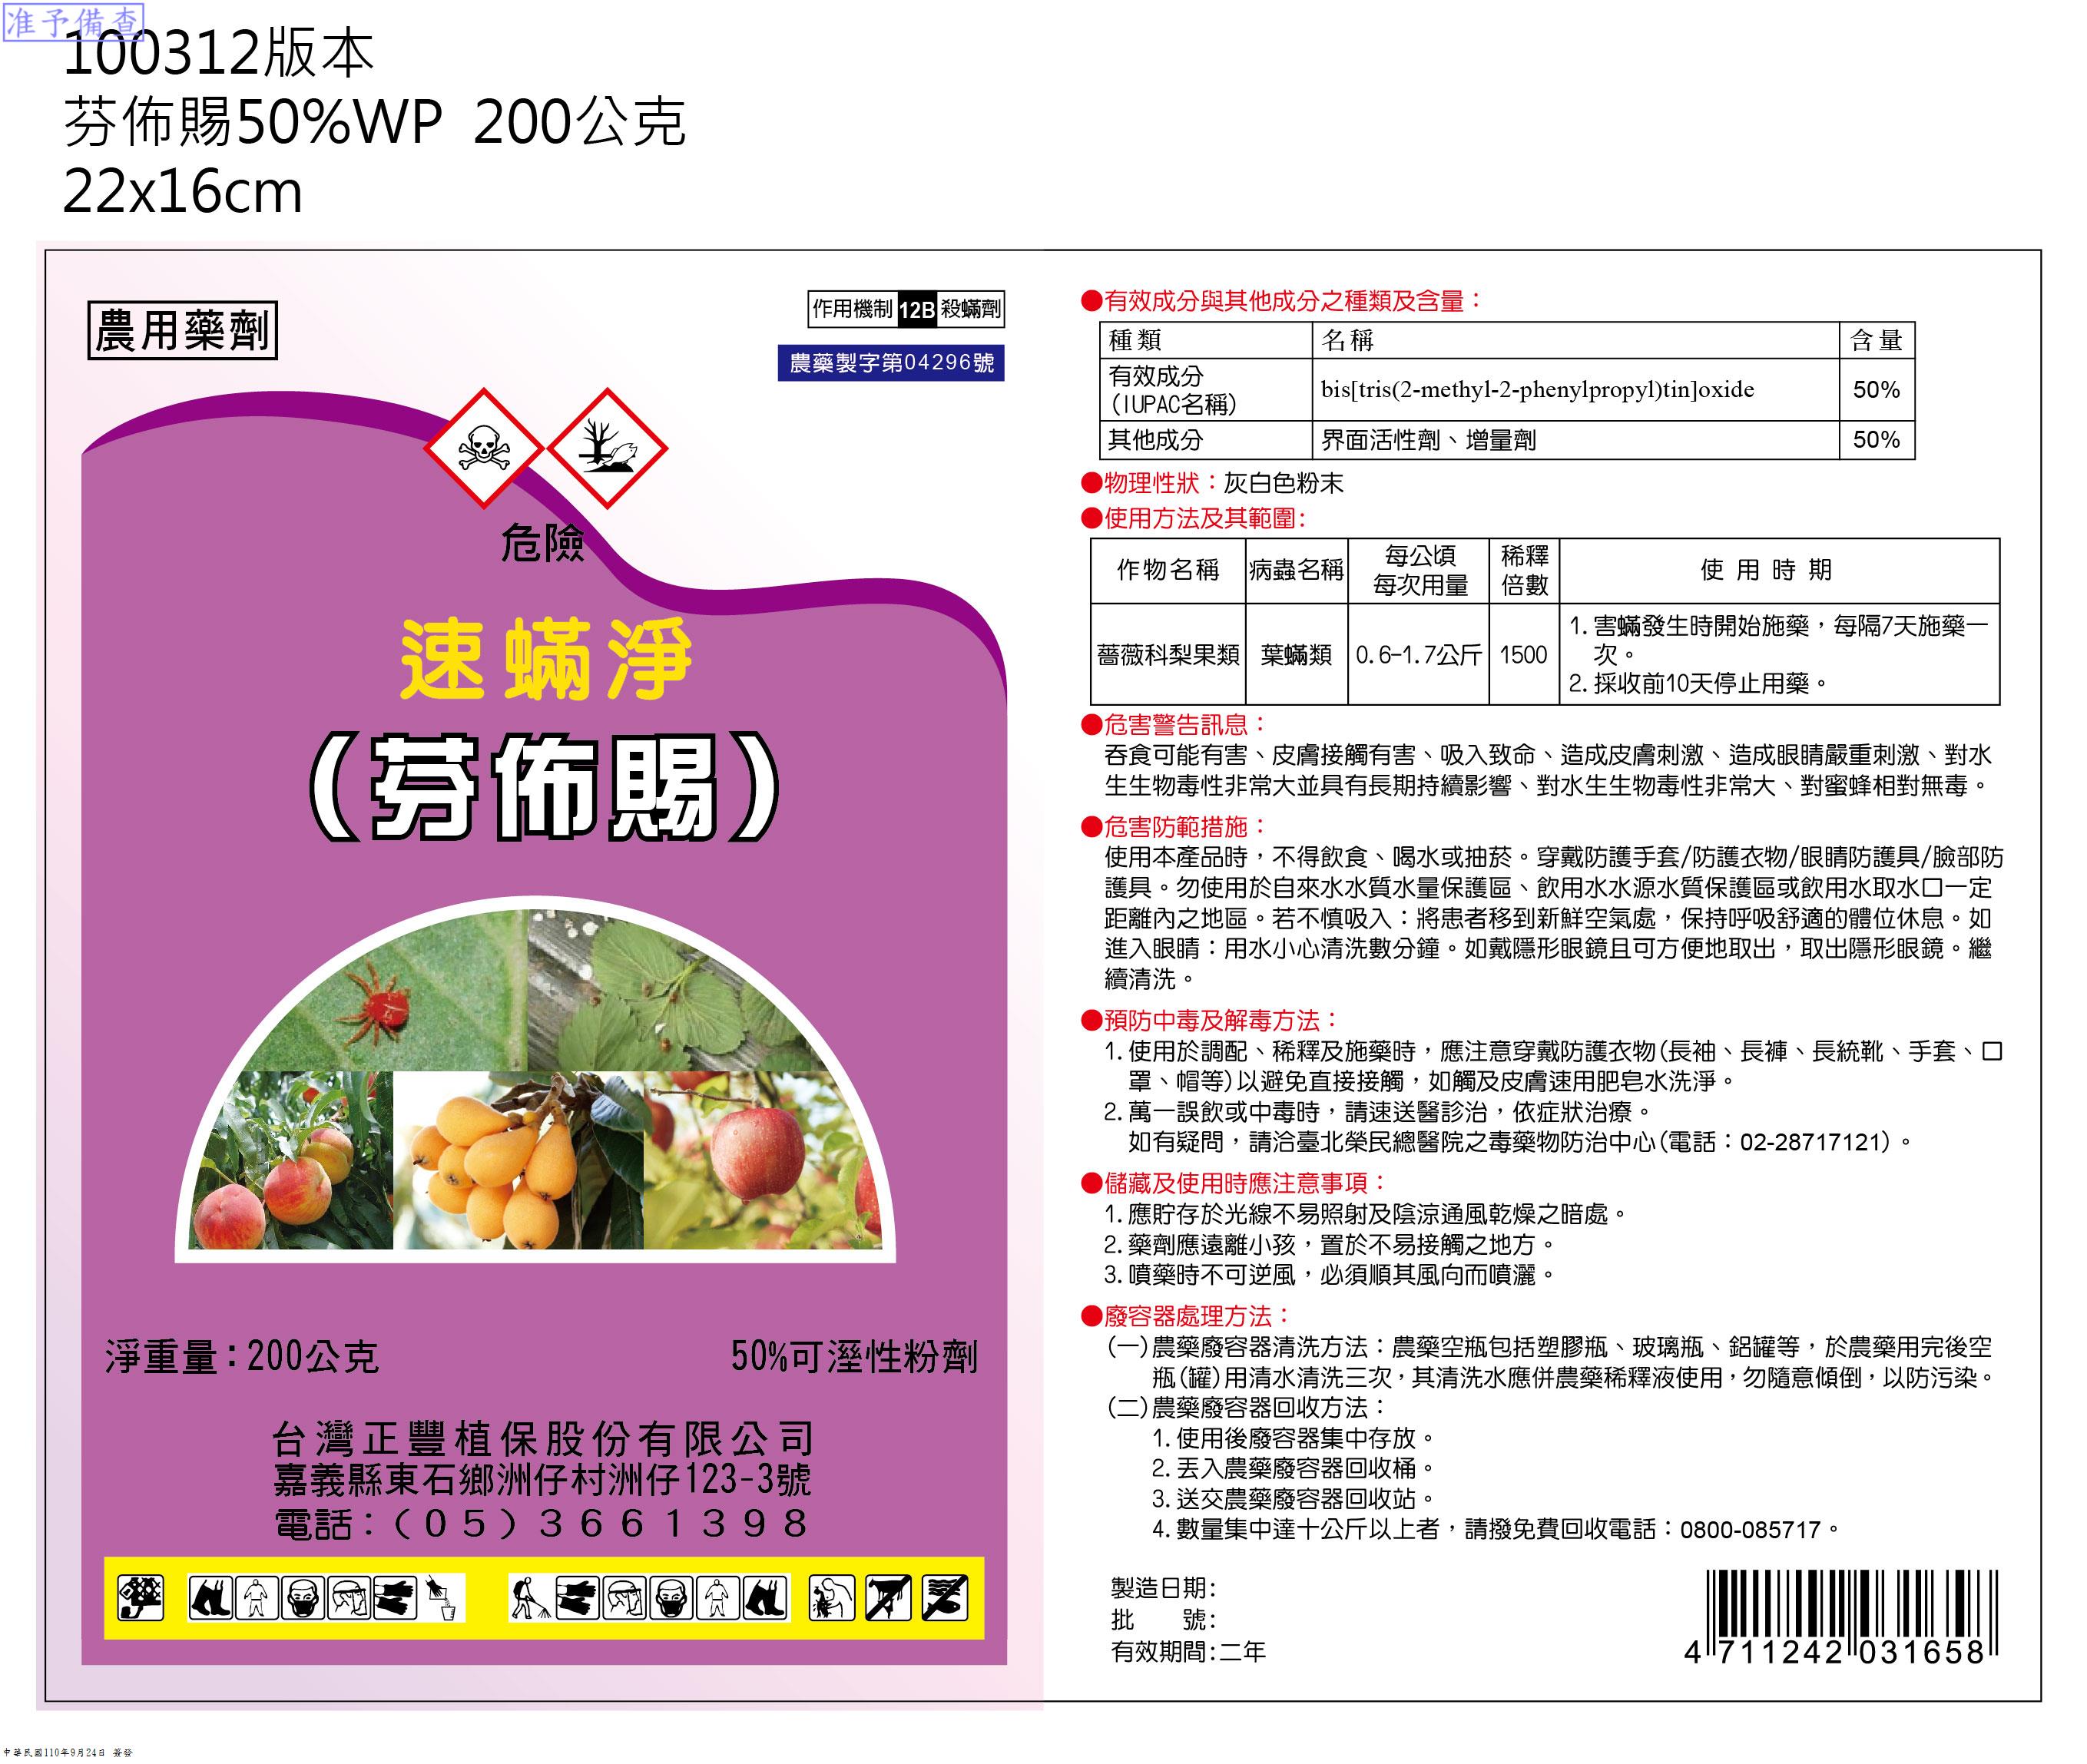 准予備查
100312版本
芬佈賜50%WP 200公克
22x16cm
農用藥劑
作用機制 12B 殺蟎劑
農藥製字第04296號
危險
速蟎淨
(芬佈賜)
淨重量:200公克
50%可溼性粉劑
台灣正豐植保股份有限公司
嘉義縣東石鄉洲仔村洲仔123-3號
電話:(05)3661398
●有效成分與其他成分之種類及含量：
種類 名稱 含量
有效成分
(IUPAC名稱) bis[tris(2-methyl-2-phenylpropyl)tin]oxide 50%
其他成分 界面活性劑、增量劑 50%
●物理性狀：灰白色粉末
●使用方法及其範圍:
作物名稱 病蟲名稱 每公頃
每次用量 稀釋
倍數 使用時期
薔薇科梨果類 葉蟎類 0.6-1.7公斤 1500 1.害蟎發生時開始施藥，每隔7天施藥一
次。
2.採收前10天停止用藥。
●危害警告訊息：
吞食可能有害、皮膚接觸有害、吸入致命、造成皮膚刺激、造成眼睛嚴重刺激、對水
生生物毒性非常大並具有長期持續影響、對水生生物毒性非常大、對蜜蜂相對無毒。
●危害防範措施：
使用本產品時，不得飲食、喝水或抽菸。穿戴防護手套/防護衣物/眼睛防護具/臉部防
護具。勿使用於自來水水質水量保護區、飲用水水源水質保護區或飲用水取水口一定
距離內之地區。若不慎吸入：將患者移到新鮮空氣處，保持呼吸舒適的體位休息。如
進入眼睛：用水小心清洗數分鐘。如戴隱形眼鏡且可方便地取出，取出隱形眼鏡。繼
續清洗。
●預防中毒及解毒方法：
1.使用於調配、稀釋及施藥時，應注意穿戴防護衣物(長袖、長褲、長統靴、手套、口
罩、帽等)以避免直接接觸，如觸及皮膚速用肥皂水洗淨。
2.萬一誤飲或中毒時，請速送醫診治，依症狀治療。
如有疑問，請洽臺北榮民總醫院之毒藥物防治中心(電話：02-28717121)。
●儲藏及使用時應注意事項：
1.應貯存於光線不易照射及陰涼通風乾燥之暗處。
2.藥劑應遠離小孩，置於不易接觸之地方。
3.噴藥時不可逆風，必須順其風向而噴灑。
●廢容器處理方法：
(一)農藥廢容器清洗方法：農藥空瓶包括塑膠瓶、玻璃瓶、鋁罐等，於農藥用完後空
瓶(罐)用清水清洗三次，其清洗水應併農藥稀釋液使用，勿隨意傾倒，以防污染。
(二)農藥廢容器回收方法：
1.使用後廢容器集中存放。
2.丟入農藥廢容器回收桶。
3.送交農藥廢容器回收站。
4.數量集中達十公斤以上者，請撥免費回收電話：0800-085717。
製造日期:
批 號:
有效期間:二年
4711242031658
中華民國110年9月24日 簽發